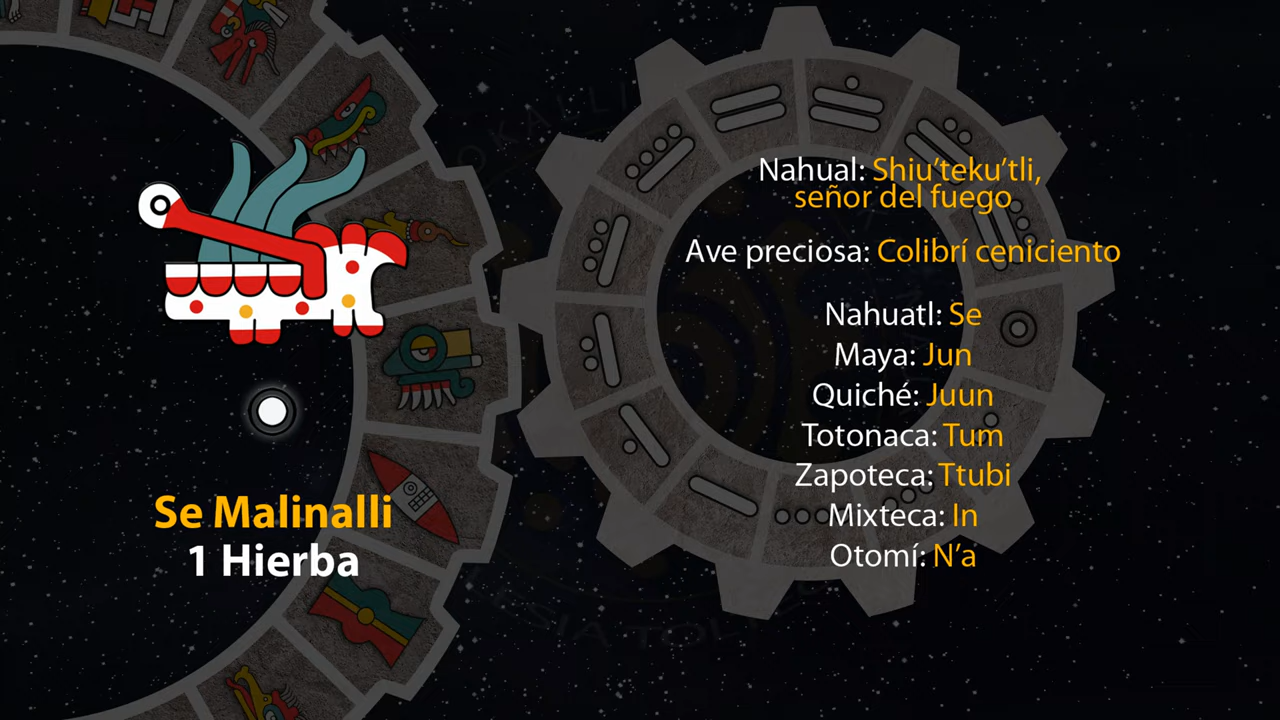 Se Malinalli
1 Hierba
Nahual: Shiu’teku’tli,
señor del fuego
Ave preciosa: Colibrí ceniciento
Nahuatl: Se
Maya: Jun
Quiché: Juun
Totonaca: Tum
Zapoteca: Ttubi
Mixteca: In
Otomí: N’a